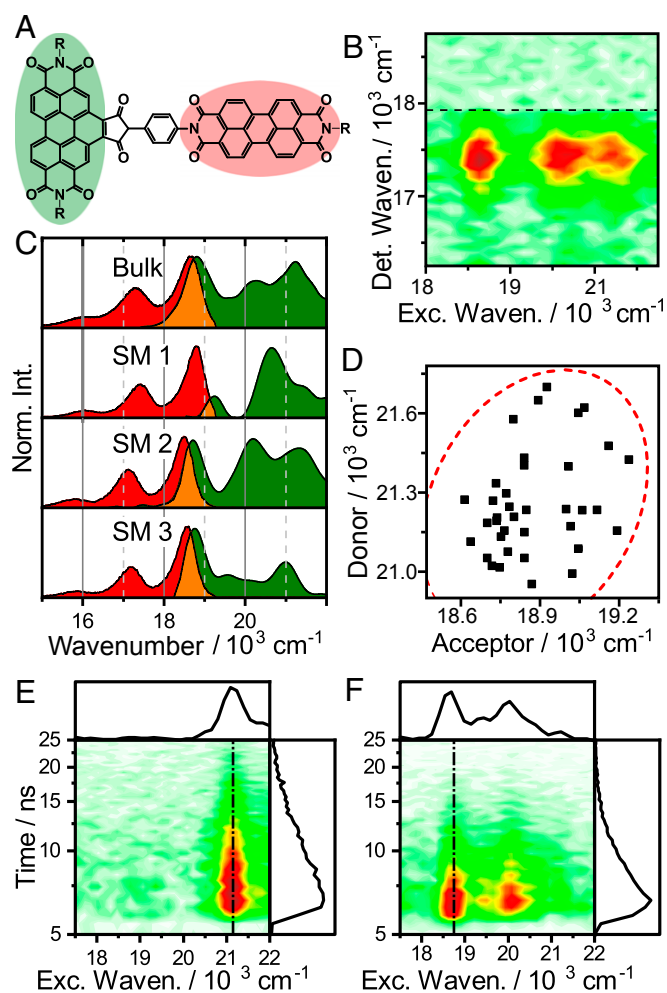 A
R
O N O
O
O O
N N R
O
O O
O N O
R
B
Det. Waven./ 10³ cm⁻¹
18
17
18 19 20 21
Exc. Waven. / 10³ cm⁻¹
C
Bulk
SM 1
SM 2
SM 3
Norm. Int.
16 18 20
Wavenumber / 10³ cm⁻¹
D
Donor / 10³ cm⁻¹
21.6
21.3
21.0
18.6 18.9 19.2
Acceptor / 10³ cm⁻¹
E
Time / ns
25
20
15
10
5
18 19 20 21 22
Exc. Waven. / 10³ cm⁻¹
F
25
20
15
10
5
18 19 20 21 22
Exc. Waven. / 10³ cm⁻¹